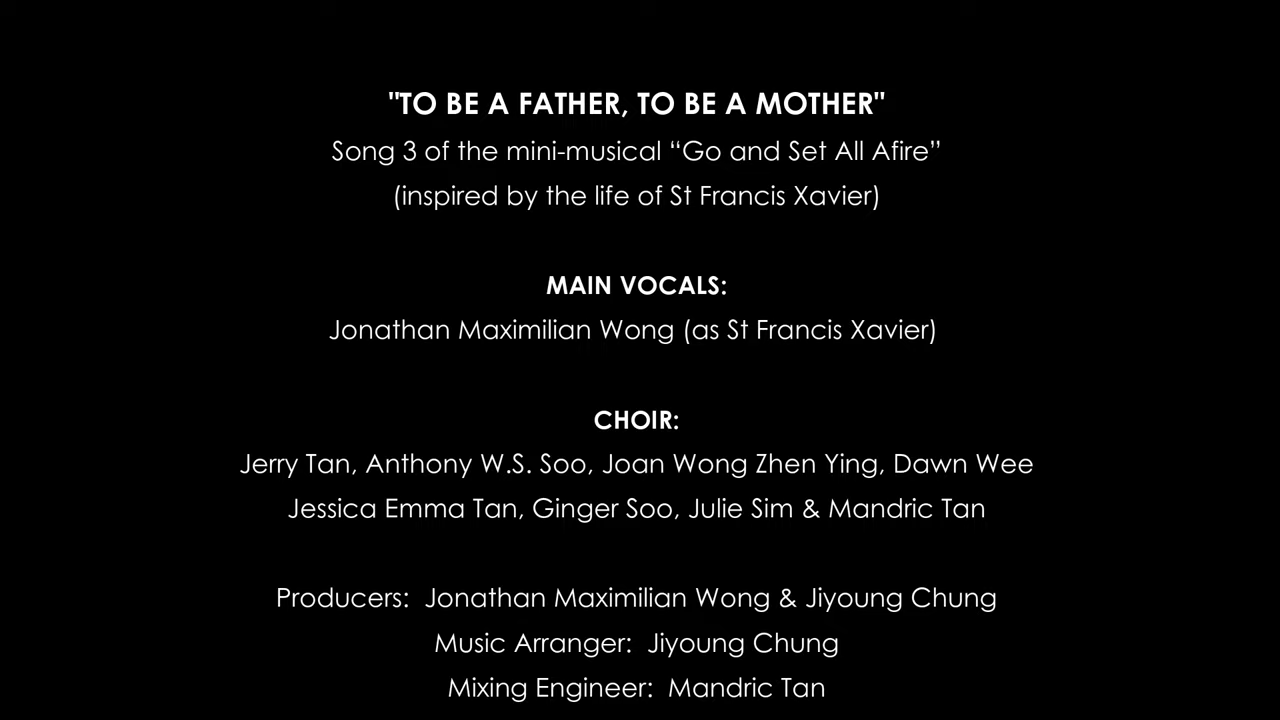 "TO BE A FATHER, TO BE A MOTHER"
Song 3 of the mini-musical “Go and Set All Afire”
(inspired by the life of St Francis Xavier)
MAIN VOCALS:
Jonathan Maximilian Wong (as St Francis Xavier)
CHOIR:
Jerry Tan, Anthony W.S. Soo, Joan Wong Zhen Ying, Dawn Wee
Jessica Emma Tan, Ginger Soo, Julie Sim & Mandric Tan
Producers:  Jonathan Maximilian Wong & Jiyoung Chung
Music Arranger:  Jiyoung Chung
Mixing Engineer:  Mandric Tan